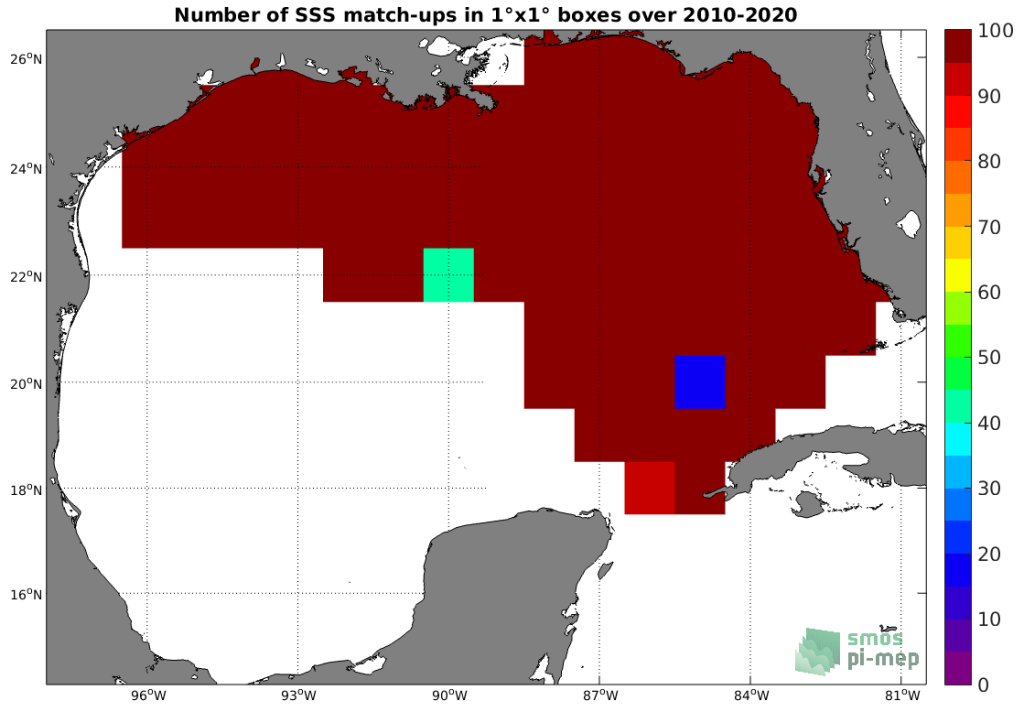 Number of SSS match-ups in 1°x1° boxes over 2010-2020
26°N
24°N
22°N
20°N
18°N
16°N
96°W
93°W
90°W
87°W
84°W
81°W
100
90
80
70
60
50
40
30
20
10
0
smos
pi-mep